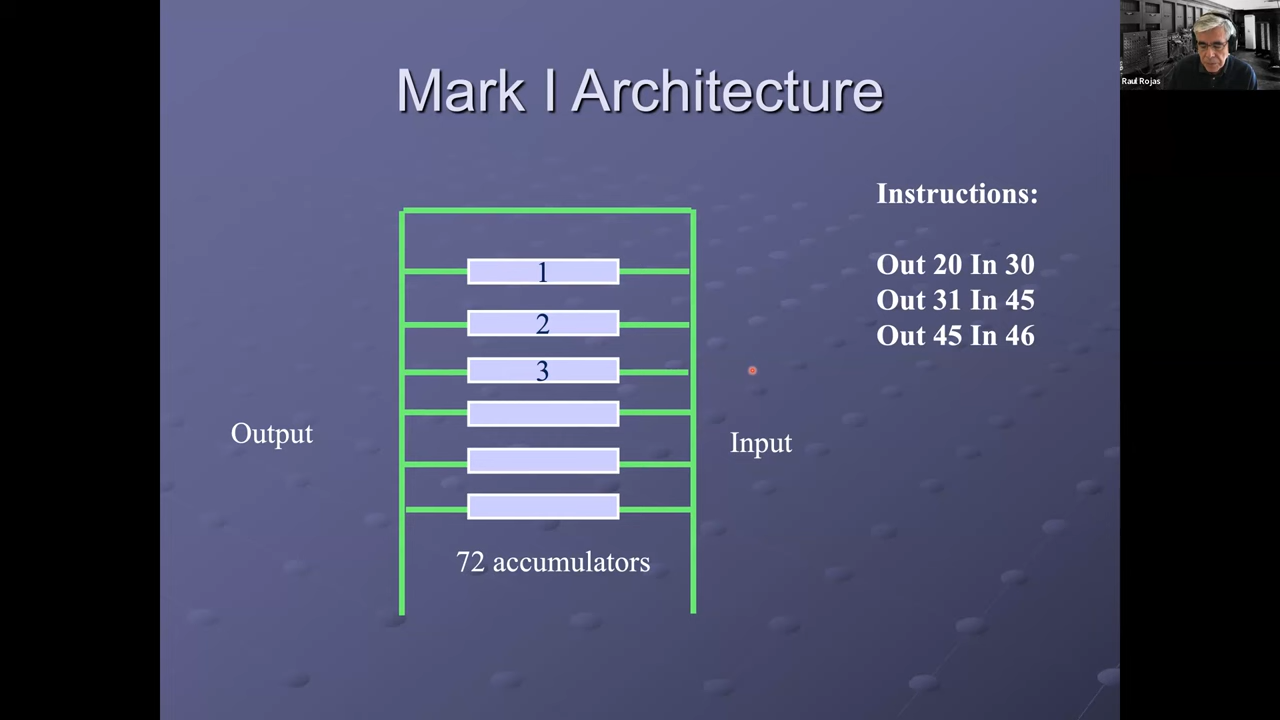 Mark I Architecture
Raul Rojas
Instructions:
Out 20 In 30
Out 31 In 45
Out 45 In 46
1
2
3
Output
Input
72 accumulators